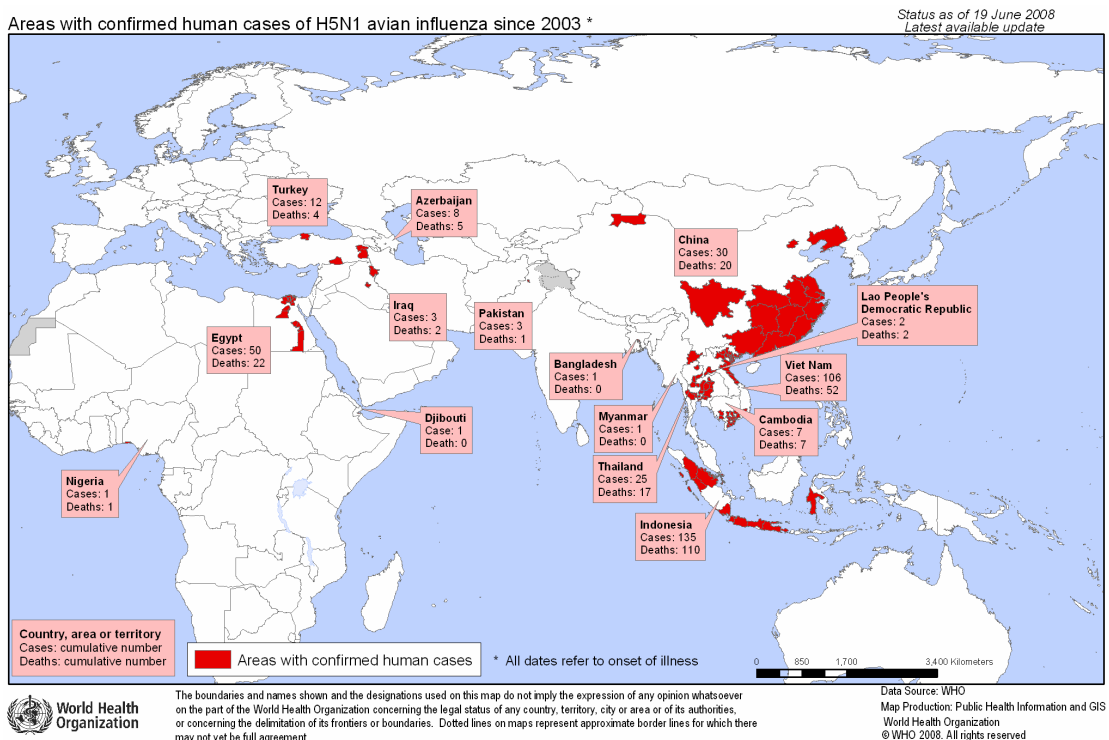 Areas with confirmed human cases of H5N1 avian influenza since 2003 *
Status as of 19 June 2008
Latest available update
Turkey
Cases: 12
Deaths: 4
Azerbaijan
Cases: 8
Deaths: 5
China
Cases: 30
Deaths: 20
Iraq
Cases: 3
Deaths: 2
Pakistan
Cases: 3
Deaths: 1
Lao People's
Democratic Republic
Cases: 2
Deaths: 2
Egypt
Cases: 50
Deaths: 22
Bangladesh
Cases: 1
Deaths: 0
Viet Nam
Cases: 106
Deaths: 52
Djibouti
Case: 1
Death: 0
Myanmar
Cases: 1
Deaths: 0
Cambodia
Cases: 7
Deaths: 7
Nigeria
Cases: 1
Deaths: 1
Thailand
Cases: 25
Deaths: 17
Indonesia
Cases: 135
Deaths: 110
Country, area or territory
Cases: cumulative number
Deaths: cumulative number
Areas with confirmed human cases
* All dates refer to onset of illness
0 850 1,700 3,400 Kilometers
World Health
Organization
The boundaries and names shown and the designations used on this map do not imply the expression of any opinion whatsoever
on the part of the World Health Organization concerning the legal status of any country, territory, city or area or of its authorities,
or concerning the delimitation of its frontiers or boundaries. Dotted lines on maps represent approximate border lines for which there
may not yet be full agreement
Data Source: WHO
Map Production: Public Health Information and GIS
World Health Organization
© WHO 2008. All rights reserved